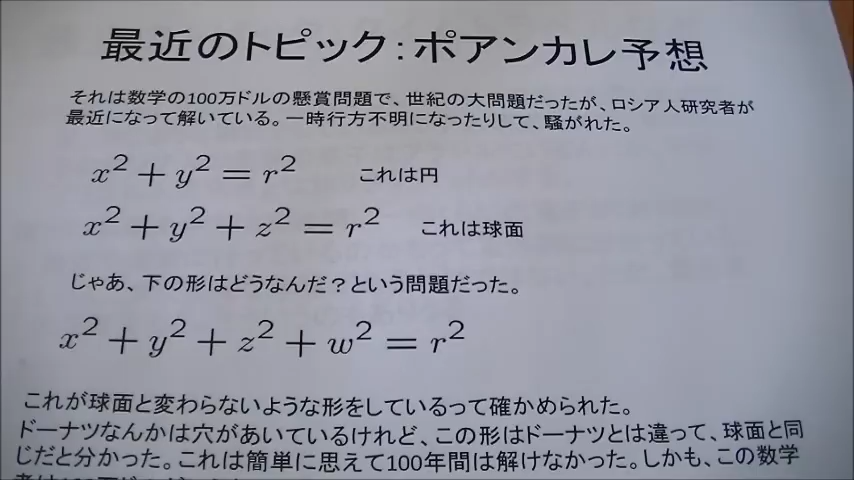 最近のトピック：ポアンカレ予想
それは数学の100万ドルの懸賞問題で、世紀の大問題だったが、ロシア人研究者が
最近になって解いている。一時行方不明になったりして、騒がれた。
x² + y² = r² これは円
x² + y² + z² = r² これは球面
じゃあ、下の形はどうなんだ？という問題だった。
x² + y² + z² + w² = r²
これが球面と変わらないような形をしているって確かめられた。
ドーナツなんかは穴があいているけれど、この形はドーナツとは違って、球面と同
じだと分かった。これは簡単に思えて100年間は解けなかった。しかも、この数学